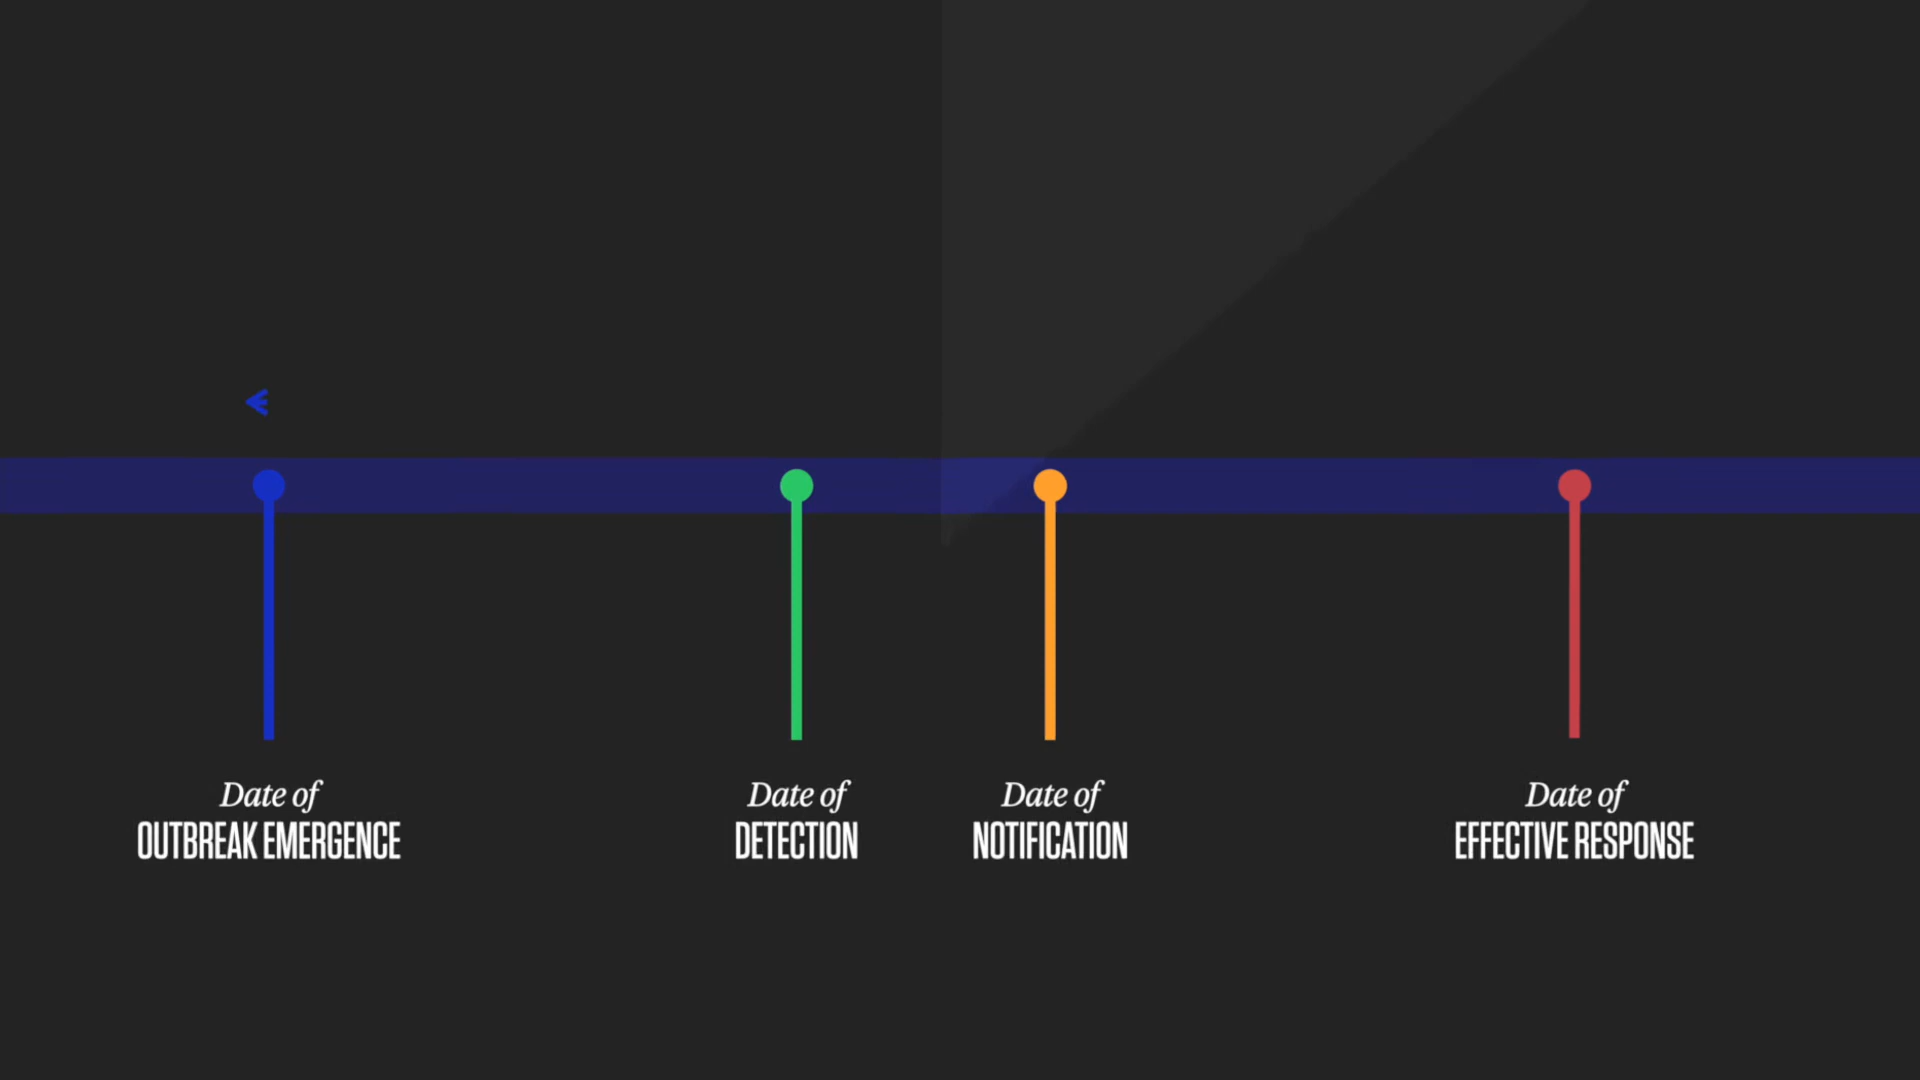 Date of
OUTBREAK EMERGENCE
Date of
DETECTION
Date of
NOTIFICATION
Date of
EFFECTIVE RESPONSE